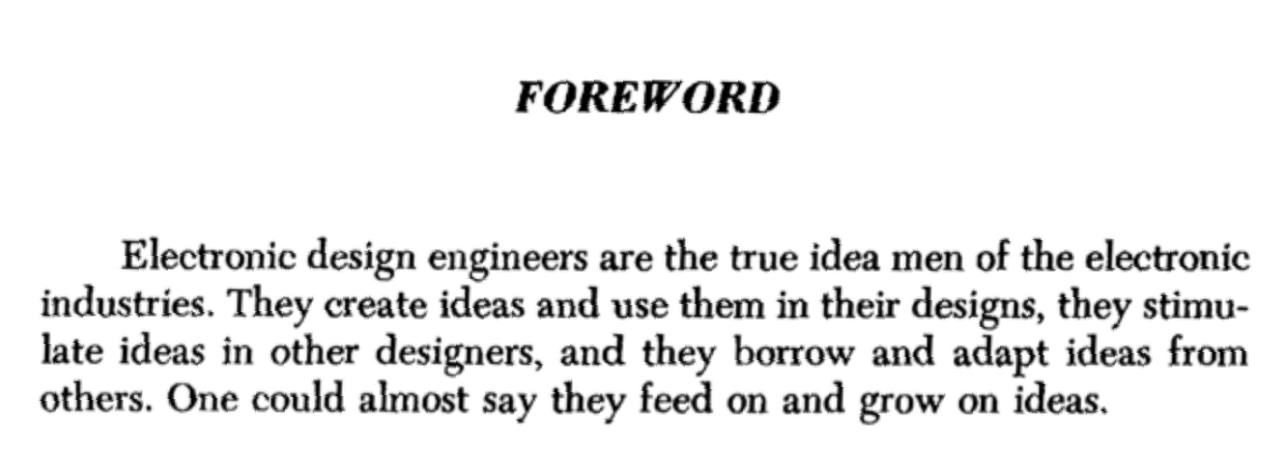 FOREWORD
Electronic design engineers are the true idea men of the electronic
industries. They create ideas and use them in their designs, they stimu-
late ideas in other designers, and they borrow and adapt ideas from
others. One could almost say they feed on and grow on ideas.